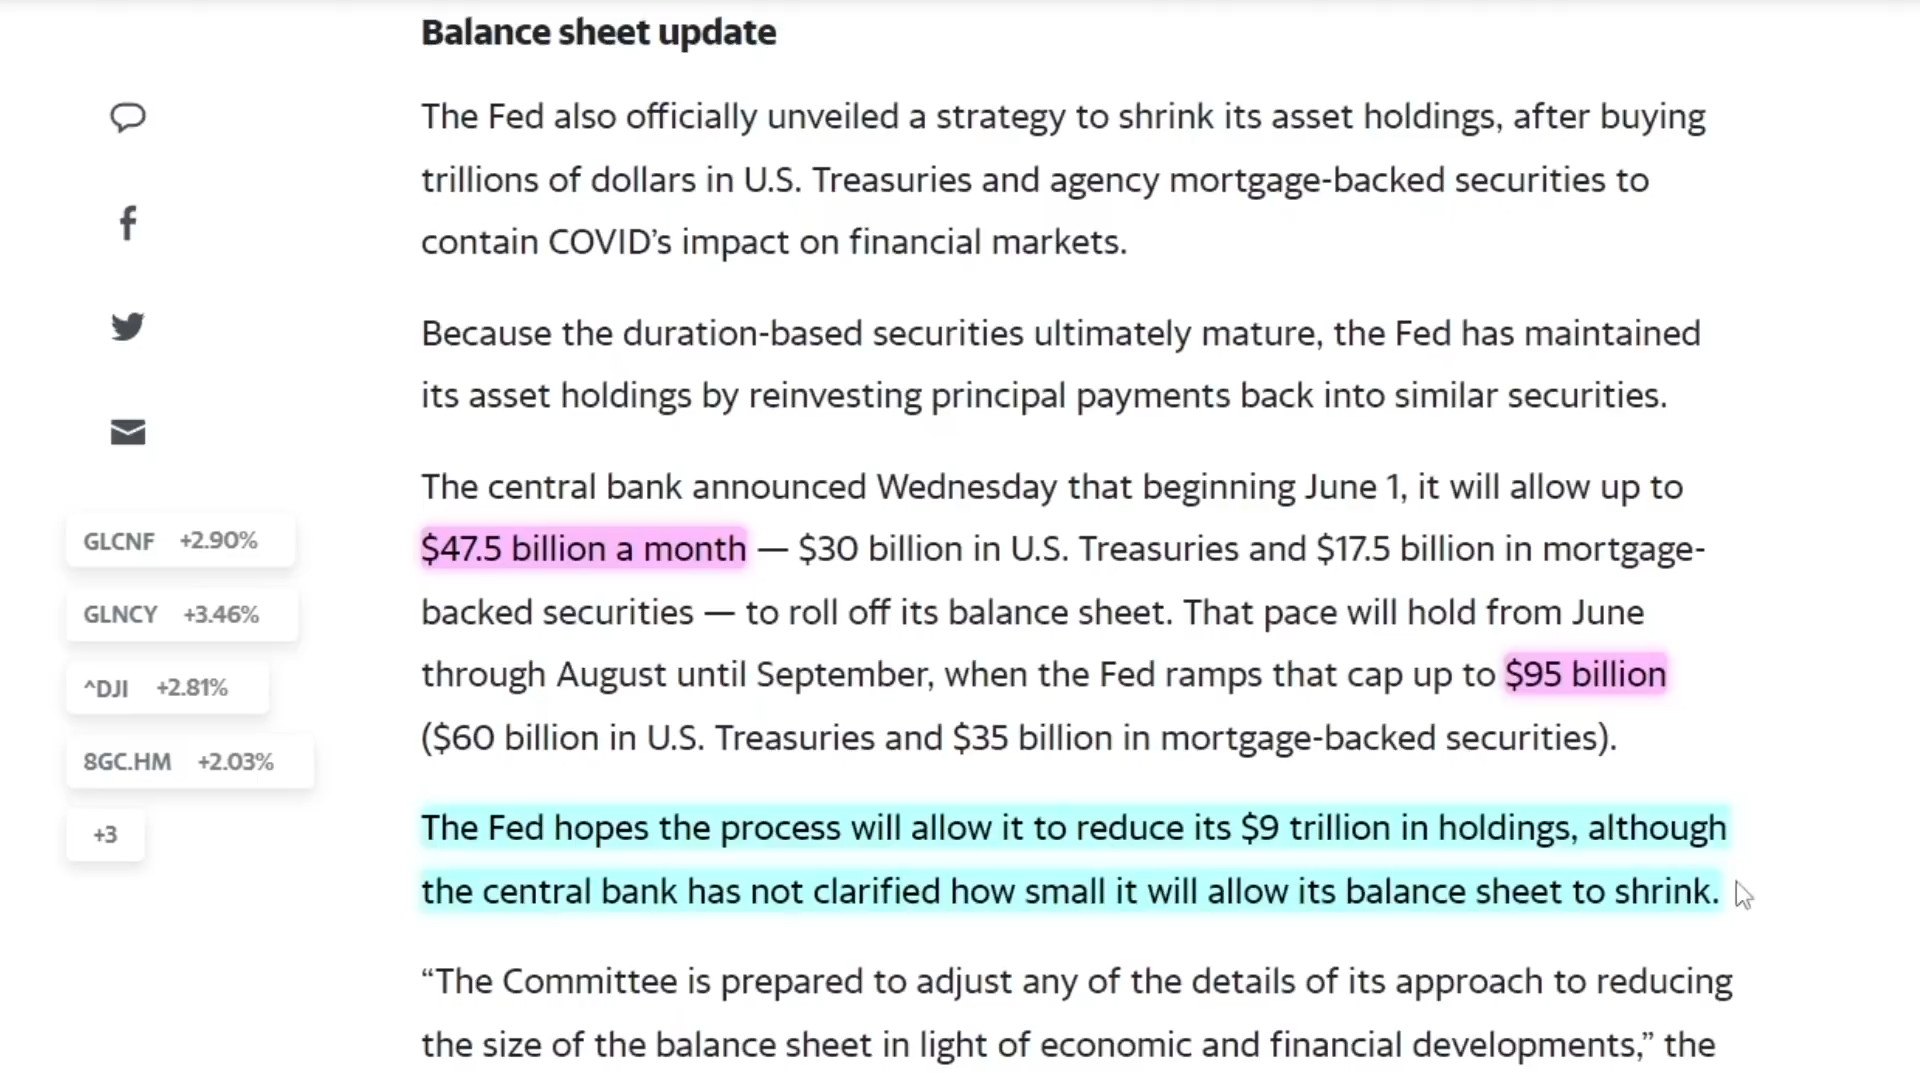 Balance sheet update
The Fed also officially unveiled a strategy to shrink its asset holdings, after buying
trillions of dollars in U.S. Treasuries and agency mortgage-backed securities to
contain COVID’s impact on financial markets.
Because the duration-based securities ultimately mature, the Fed has maintained
its asset holdings by reinvesting principal payments back into similar securities.
The central bank announced Wednesday that beginning June 1, it will allow up to
$47.5 billion a month — $30 billion in U.S. Treasuries and $17.5 billion in mortgage-
backed securities — to roll off its balance sheet. That pace will hold from June
through August until September, when the Fed ramps that cap up to $95 billion
($60 billion in U.S. Treasuries and $35 billion in mortgage-backed securities).
The Fed hopes the process will allow it to reduce its $9 trillion in holdings, although
the central bank has not clarified how small it will allow its balance sheet to shrink.
“The Committee is prepared to adjust any of the details of its approach to reducing
the size of the balance sheet in light of economic and financial developments,” the
GLCNF +2.90%
GLNCY +3.46%
^DJI +2.81%
8GC.HM +2.03%
+3